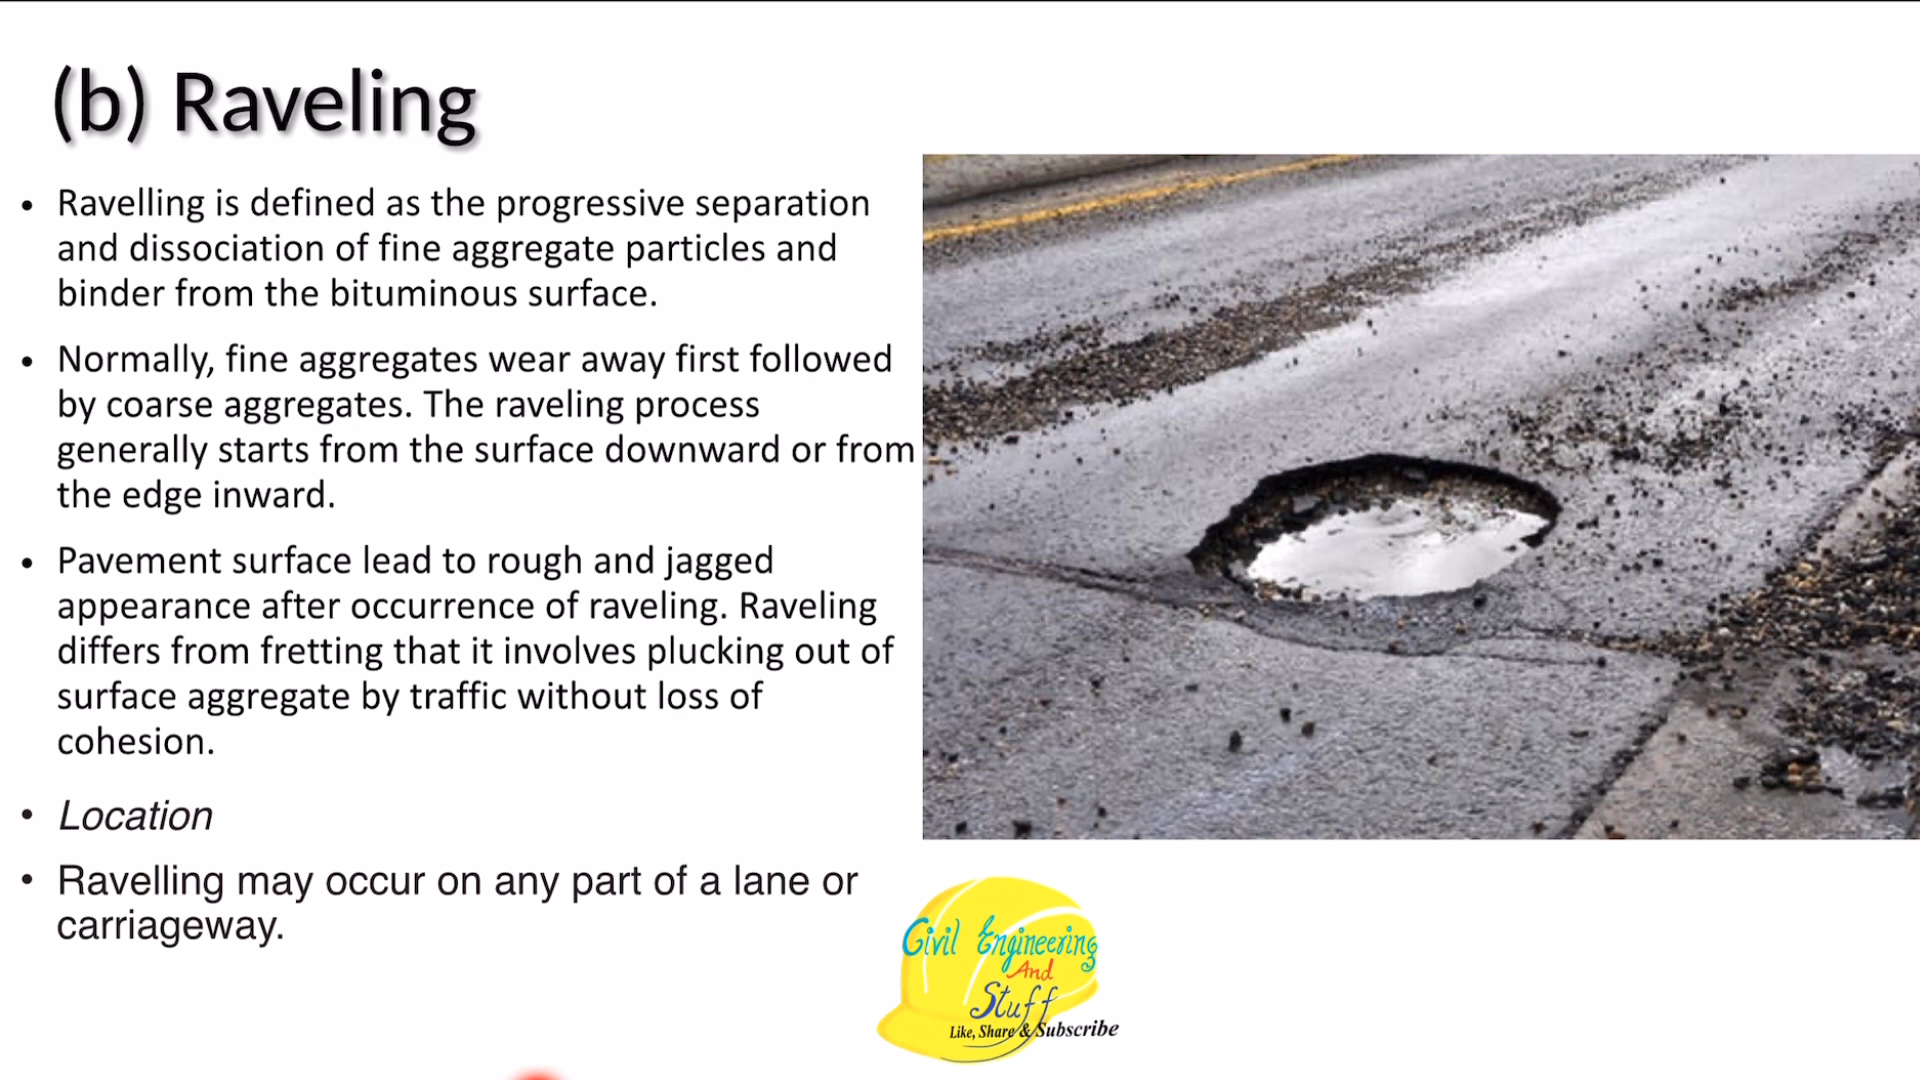 (b) Raveling
• Ravelling is defined as the progressive separation
and dissociation of fine aggregate particles and
binder from the bituminous surface.
• Normally, fine aggregates wear away first followed
by coarse aggregates. The raveling process
generally starts from the surface downward or from
the edge inward.
• Pavement surface lead to rough and jagged
appearance after occurrence of raveling. Raveling
differs from fretting that it involves plucking out of
surface aggregate by traffic without loss of
cohesion.
• Location
• Ravelling may occur on any part of a lane or
carriageway.
Civil Engineering
And
Stuff
Like, Share & Subscribe